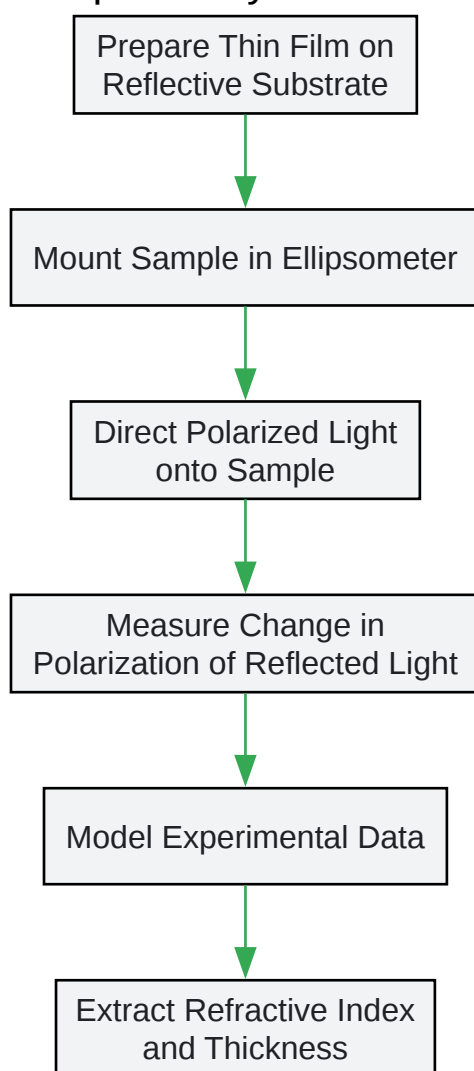 Prepare Thin Film on
Reflective Substrate
Mount Sample in Ellipsometer
Direct Polarized Light
onto Sample
Measure Change in
Polarization of Reflected Light
Model Experimental Data
Extract Refractive Index
and Thickness